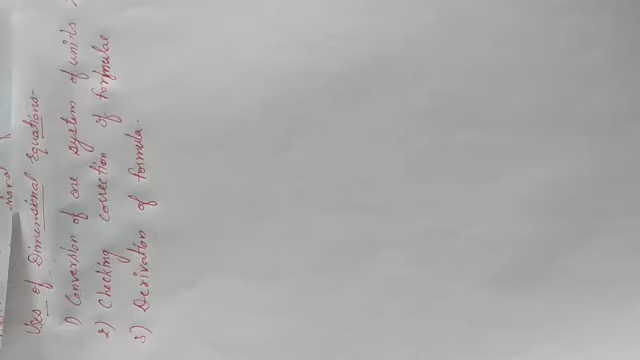 Uses of Dimensional Equations-
1) Conversion of one system of units
2) Checking correction of formulae
3) Derivation of formula.